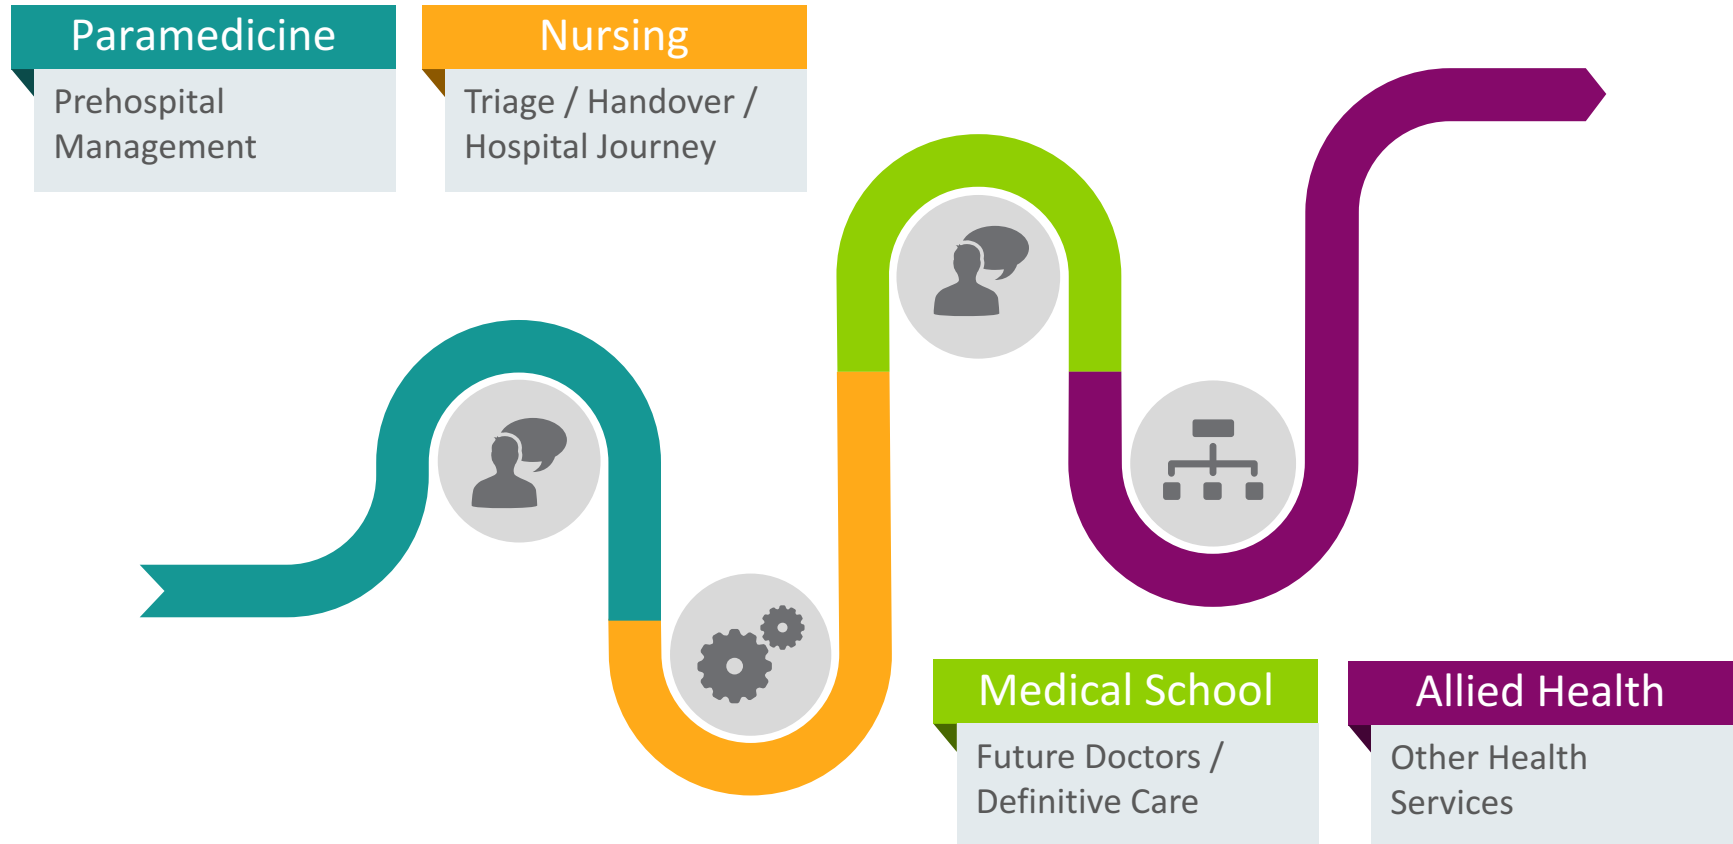 Paramedicine
Prehospital
Management
Nursing
Triage / Handover /
Hospital Journey
Medical School
Future Doctors /
Definitive Care
Allied Health
Other Health
Services